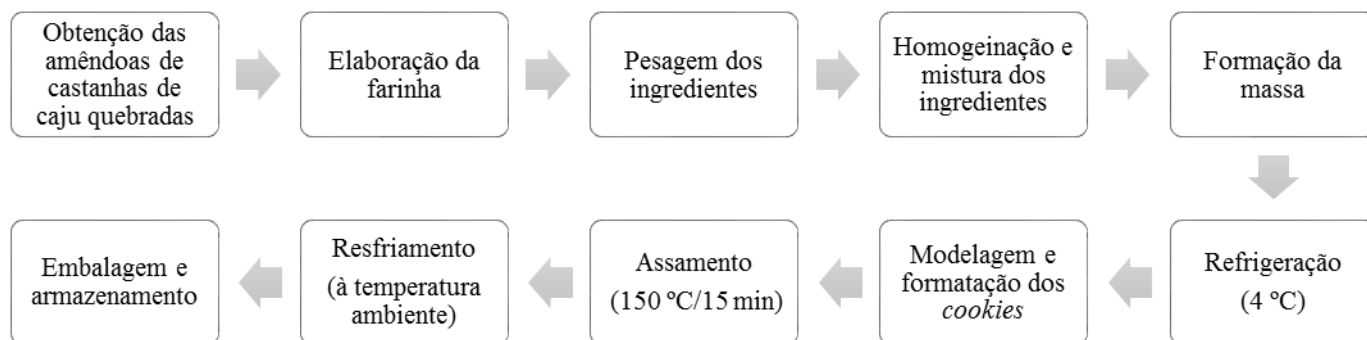 Obtenção das
amêndoas de
castanhas de
caju quebradas
Elaboração da
farinha
Pesagem dos
ingredientes
Homogeinação e
mistura dos
ingredientes
Formação da
massa
Refrigeração
(4 ºC)
Modelagem e
formatação dos
cookies
Assamento
(150 ºC/15 min)
Resfriamento
(à temperatura
ambiente)
Embalagem e
armazenamento